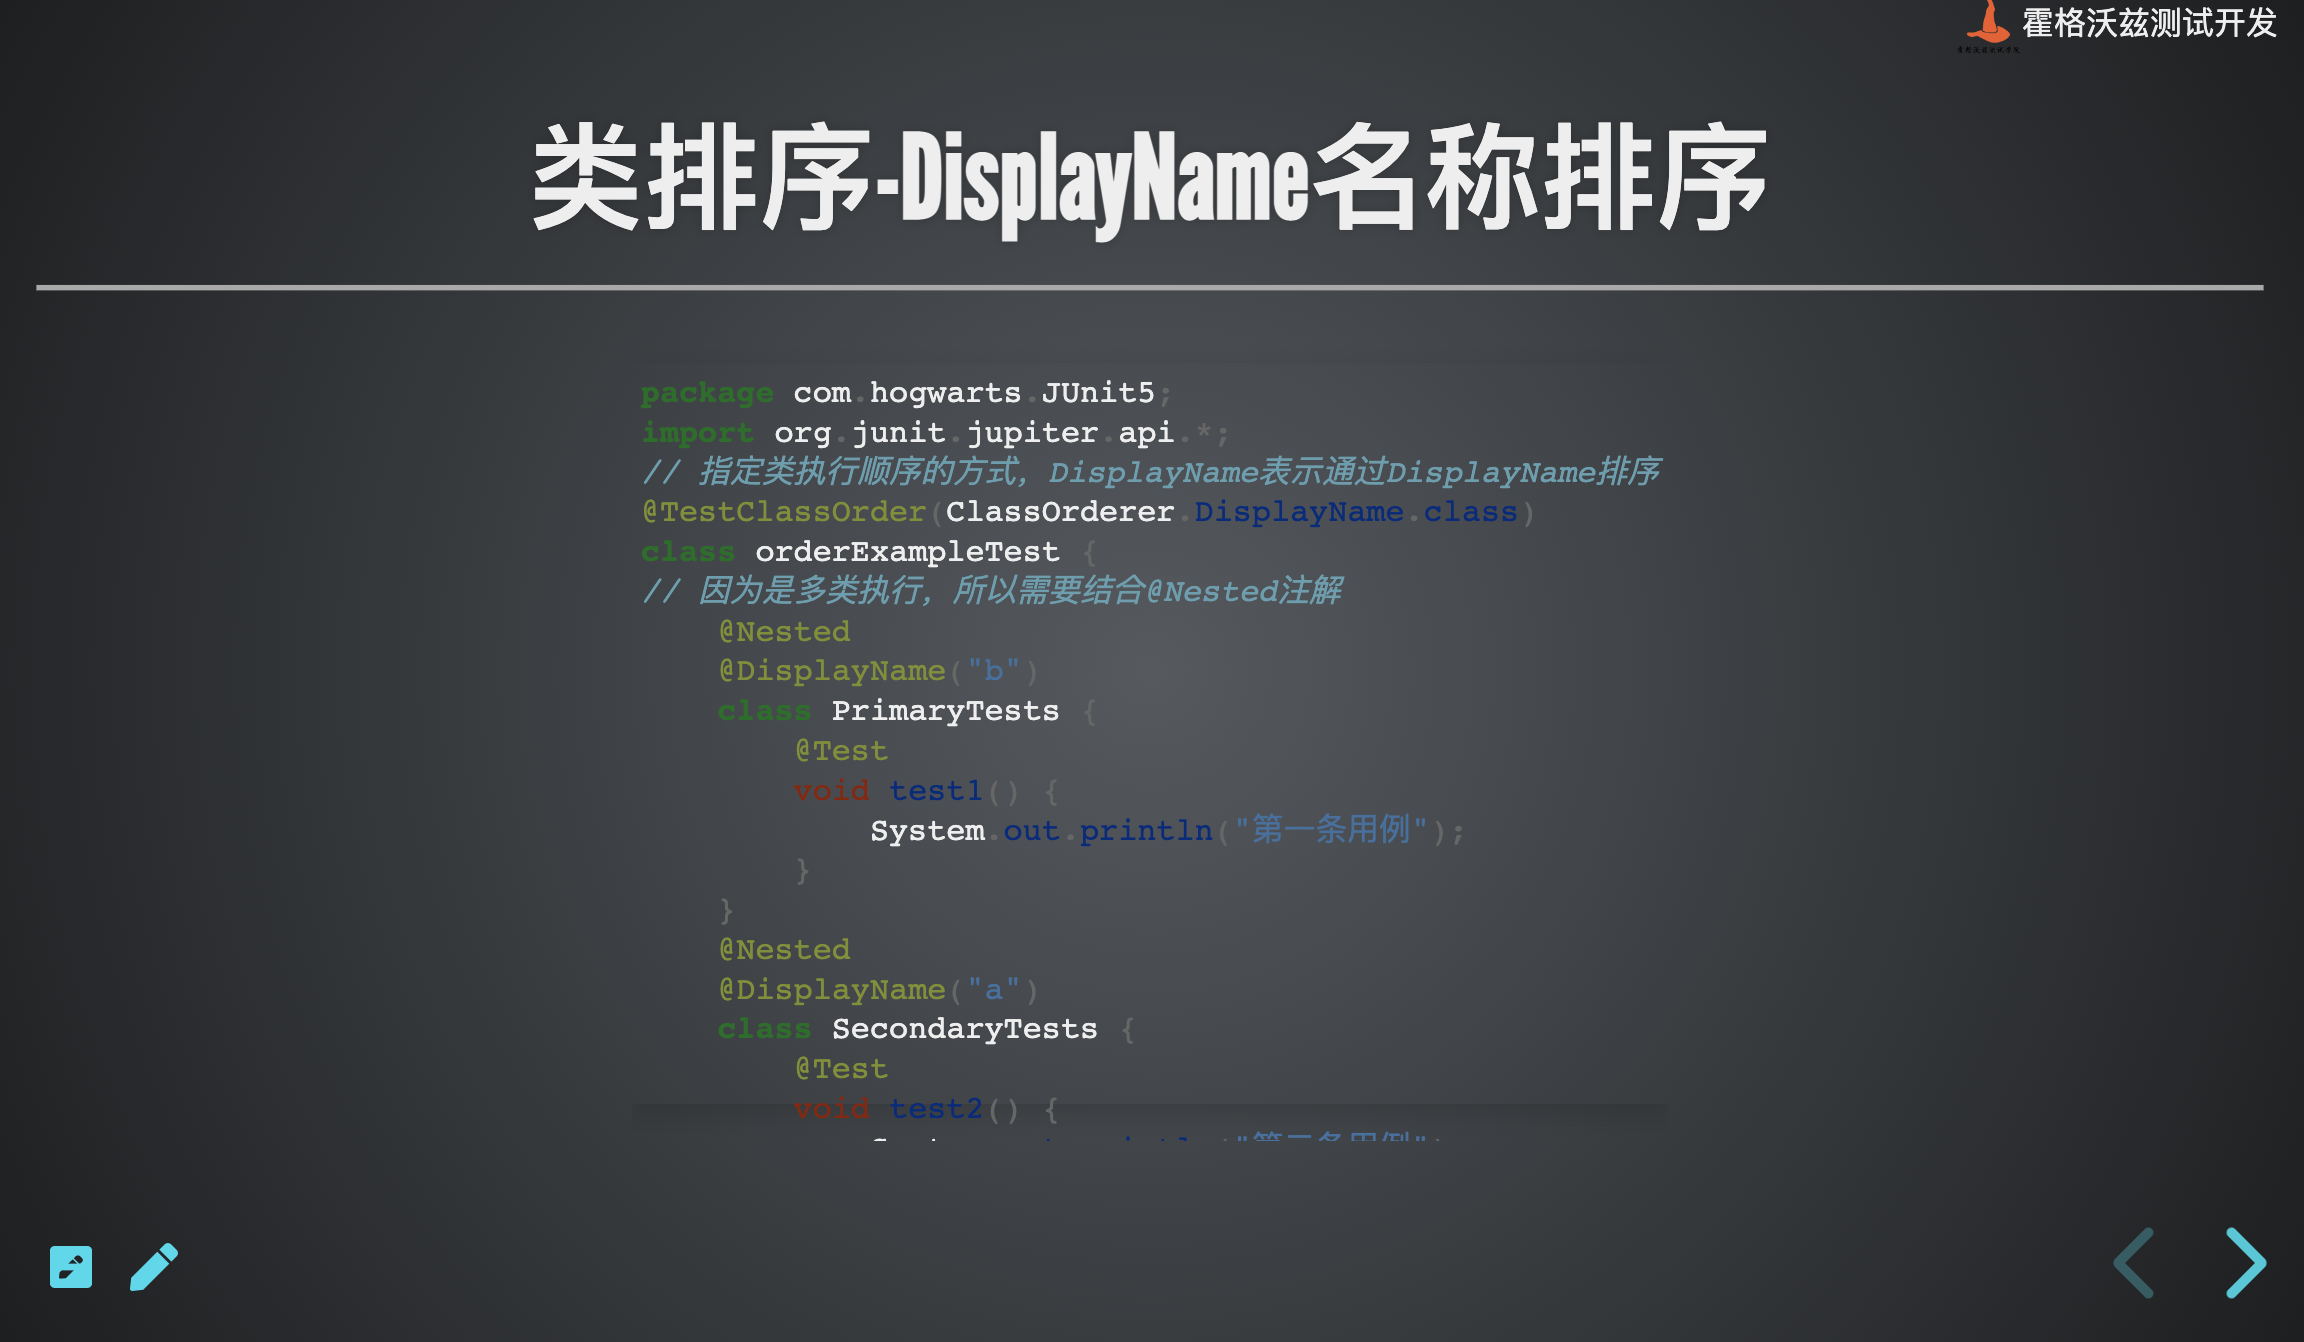 霍格沃兹测试开发
类排序-DisplayName名称排序
package com.hogwarts.JUnit5;
import org.junit.jupiter.api.*;
// 指定类执行顺序的方式，DisplayName表示通过DisplayName排序
@TestClassOrder(ClassOrderer.DisplayName.class)
class orderExampleTest {
// 因为是多类执行，所以需要结合@Nested注解
    @Nested
    @DisplayName("b")
    class PrimaryTests {
        @Test
        void test1() {
            System.out.println("第一条用例");
        }
    }
    @Nested
    @DisplayName("a")
    class SecondaryTests {
        @Test
        void test2() {